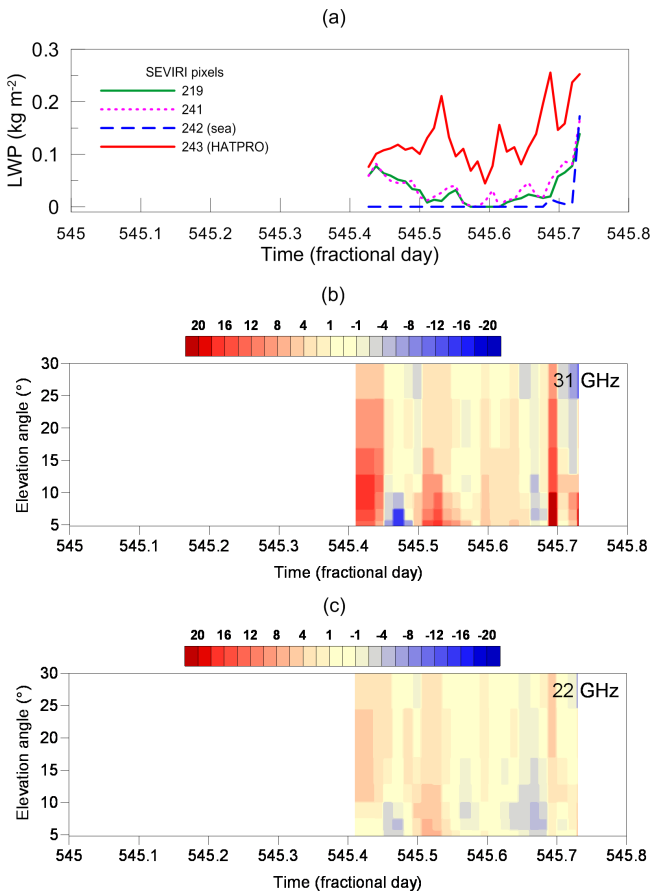 (a)
0.3
0.2
0.1
0
LWP (kg m-2)
SEVIRI pixels
219
241
242 (sea)
243 (HATPRO)
545 545.1 545.2 545.3 545.4 545.5 545.6 545.7 545.8
Time (fractional day)
(b)
20 16 12 8 4 1 -1 -4 -8 -12 -16 -20
31 GHz
30
25
20
15
10
5
Elevation angle (°)
545 545.1 545.2 545.3 545.4 545.5 545.6 545.7 545.8
Time (fractional day)
(c)
20 16 12 8 4 1 -1 -4 -8 -12 -16 -20
22 GHz
30
25
20
15
10
5
Elevation angle (°)
545 545.1 545.2 545.3 545.4 545.5 545.6 545.7 545.8
Time (fractional day)